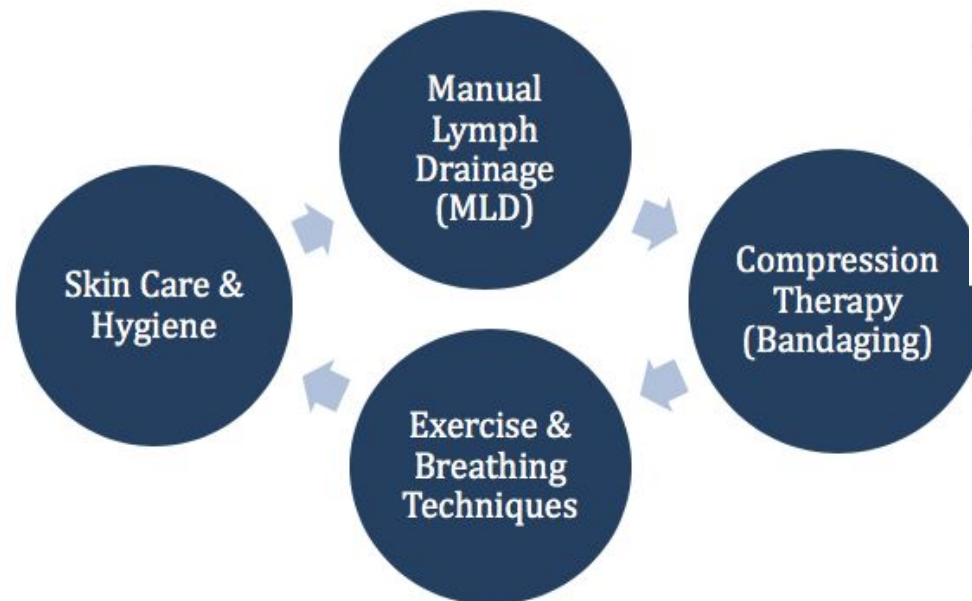 Manual
Lymph
Drainage
(MLD)
Compression
Therapy
(Bandaging)
Exercise &
Breathing
Techniques
Skin Care &
Hygiene